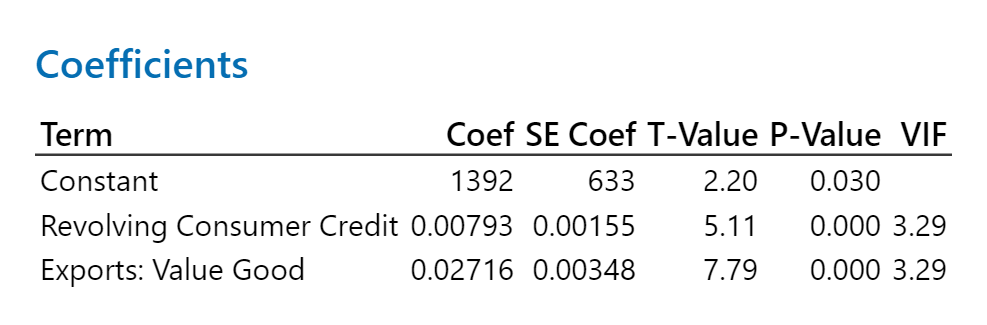 Coefficients
Term Coef SE Coef T-Value P-Value VIF
Constant 1392 633 2.20 0.030
Revolving Consumer Credit 0.00793 0.00155 5.11 0.000 3.29
Exports: Value Good 0.02716 0.00348 7.79 0.000 3.29